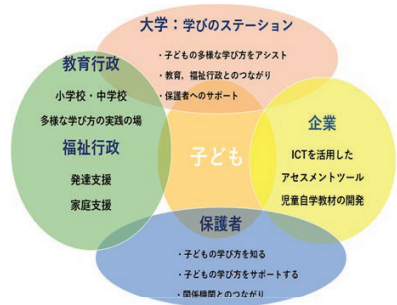 大学：学びのステーション
・子どもの多様な学び方をアシスト
・教育、福祉行政とのつながり
・保護者へのサポート
教育行政
小学校・中学校
多様な学び方の実践の場
福祉行政
発達支援
家庭支援
子ども
企業
ICTを活用した
アセスメントツール
児童自学教材の開発
保護者
・子どもの学び方を知る
・子どもの学び方をサポートする
・関係機関とのつながり